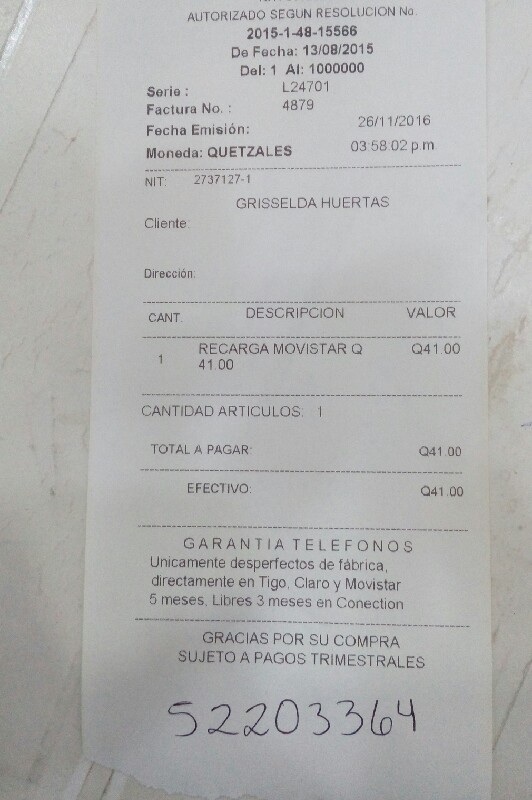 AUTORIZADO SEGUN RESOLUCION No.
2015-1-48-15566
De Fecha: 13/08/2015
Del: 1 Al: 1000000
Serie : L24701
Factura No. : 4879
Fecha Emisión: 26/11/2016
Moneda: QUETZALES 03:58:02 p.m.
NIT: 2737127-1
GRISSELDA HUERTAS
Cliente:
Dirección:
CANT. DESCRIPCION VALOR
1 RECARGA MOVISTAR Q Q41.00
41.00
CANTIDAD ARTICULOS: 1
TOTAL A PAGAR: Q41.00
EFECTIVO: Q41.00
GARANTIA TELEFONOS
Unicamente desperfectos de fábrica,
directamente en Tigo, Claro y Movistar
5 meses, Libres 3 meses en Conection
GRACIAS POR SU COMPRA
SUJETO A PAGOS TRIMESTRALES
52203364